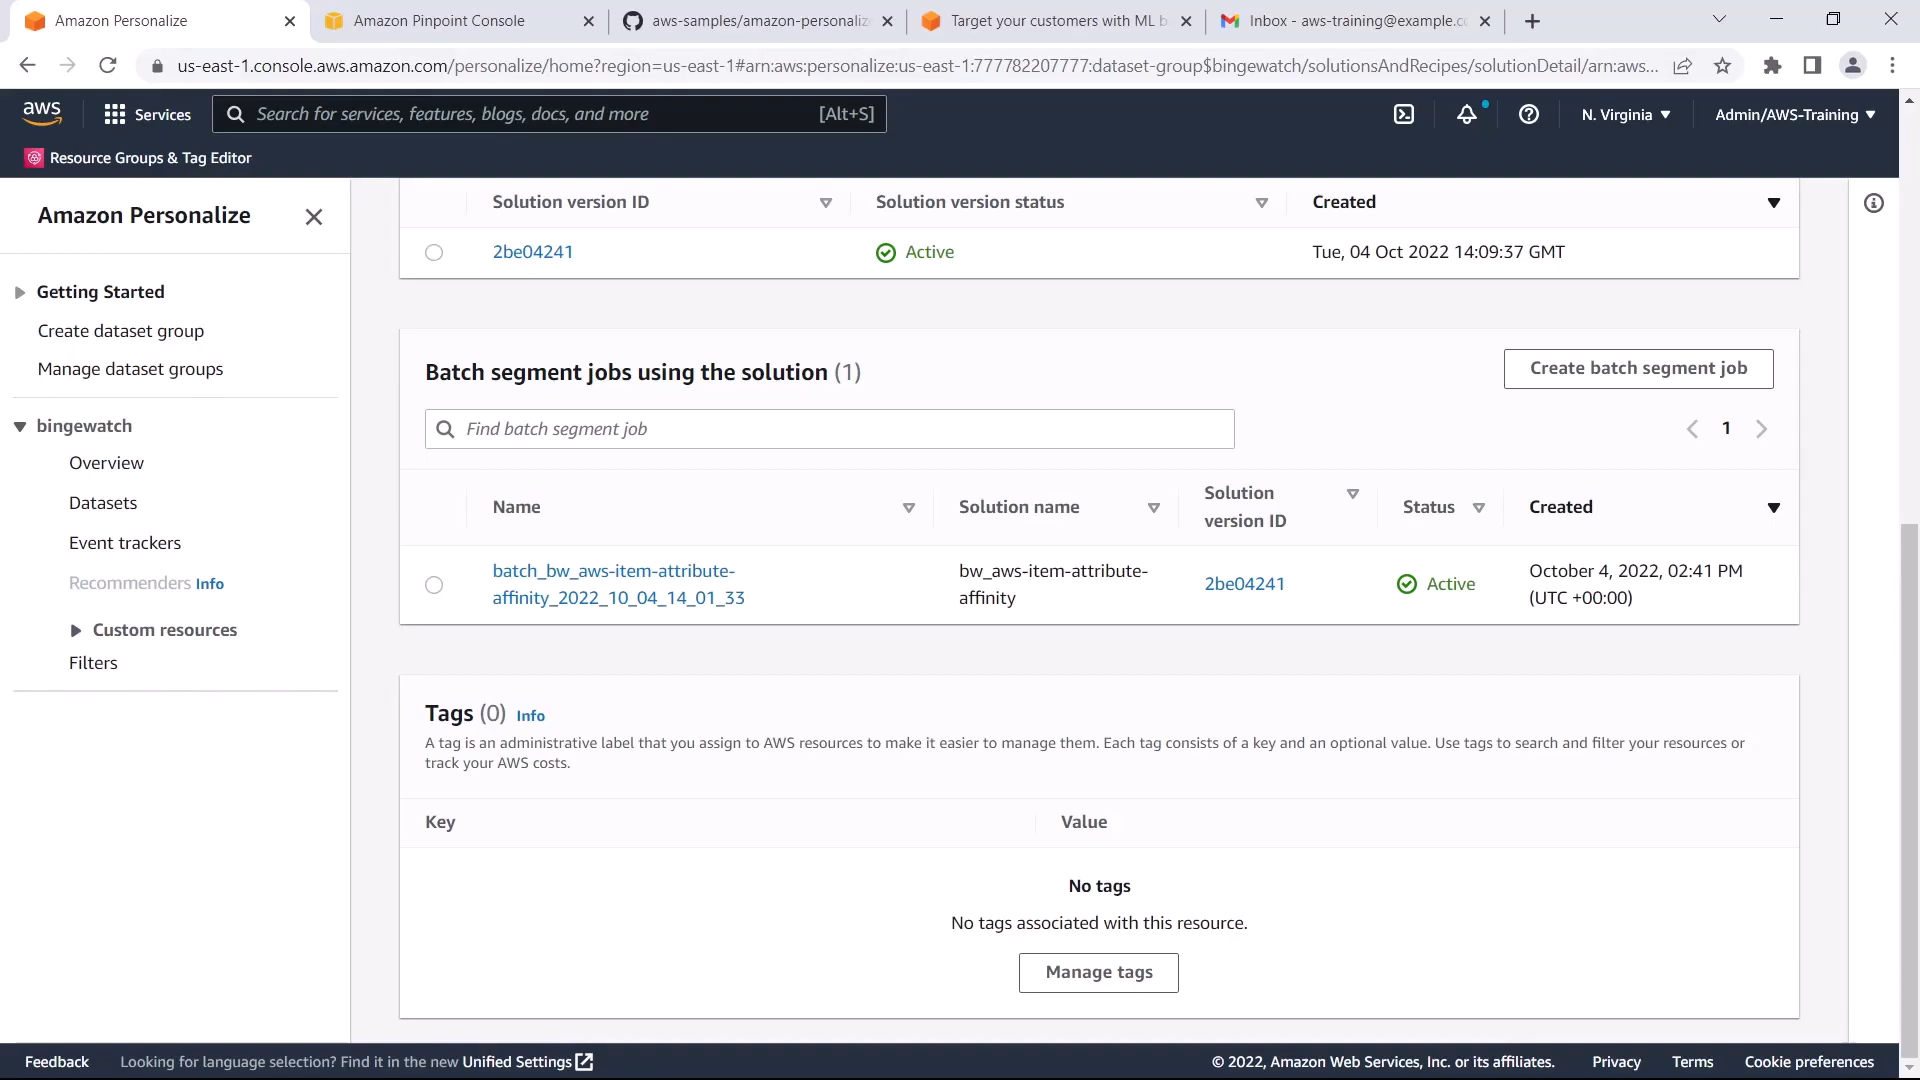 Amazon Personalize
Amazon Pinpoint Console
aws-samples/amazon-personaliz
Target your customers with ML b
Inbox - aws-training@example.co
us-east-1.console.aws.amazon.com/personalize/home?region=us-east-1#arn:aws:personalize:us-east-1:777782207777:dataset-group$bingewatch/solutionsAndRecipes/solutionDetail/arn:aws...
aws
Services
Search for services, features, blogs, docs, and more
[Alt+S]
N. Virginia
Admin/AWS-Training
Resource Groups & Tag Editor
Amazon Personalize
Getting Started
Create dataset group
Manage dataset groups
bingewatch
Overview
Datasets
Event trackers
Recommenders Info
Custom resources
Filters
Solution version ID
Solution version status
Created
2be04241
Active
Tue, 04 Oct 2022 14:09:37 GMT
Batch segment jobs using the solution (1)
Create batch segment job
Find batch segment job
1
Name
Solution name
Solution
version ID
Status
Created
batch_bw_aws-item-attribute-
affinity_2022_10_04_14_01_33
bw_aws-item-attribute-
affinity
2be04241
Active
October 4, 2022, 02:41 PM
(UTC +00:00)
Tags (0) Info
A tag is an administrative label that you assign to AWS resources to make it easier to manage them. Each tag consists of a key and an optional value. Use tags to search and filter your resources or
track your AWS costs.
Key
Value
No tags
No tags associated with this resource.
Manage tags
Feedback
Looking for language selection? Find it in the new Unified Settings
© 2022, Amazon Web Services, Inc. or its affiliates.
Privacy
Terms
Cookie preferences